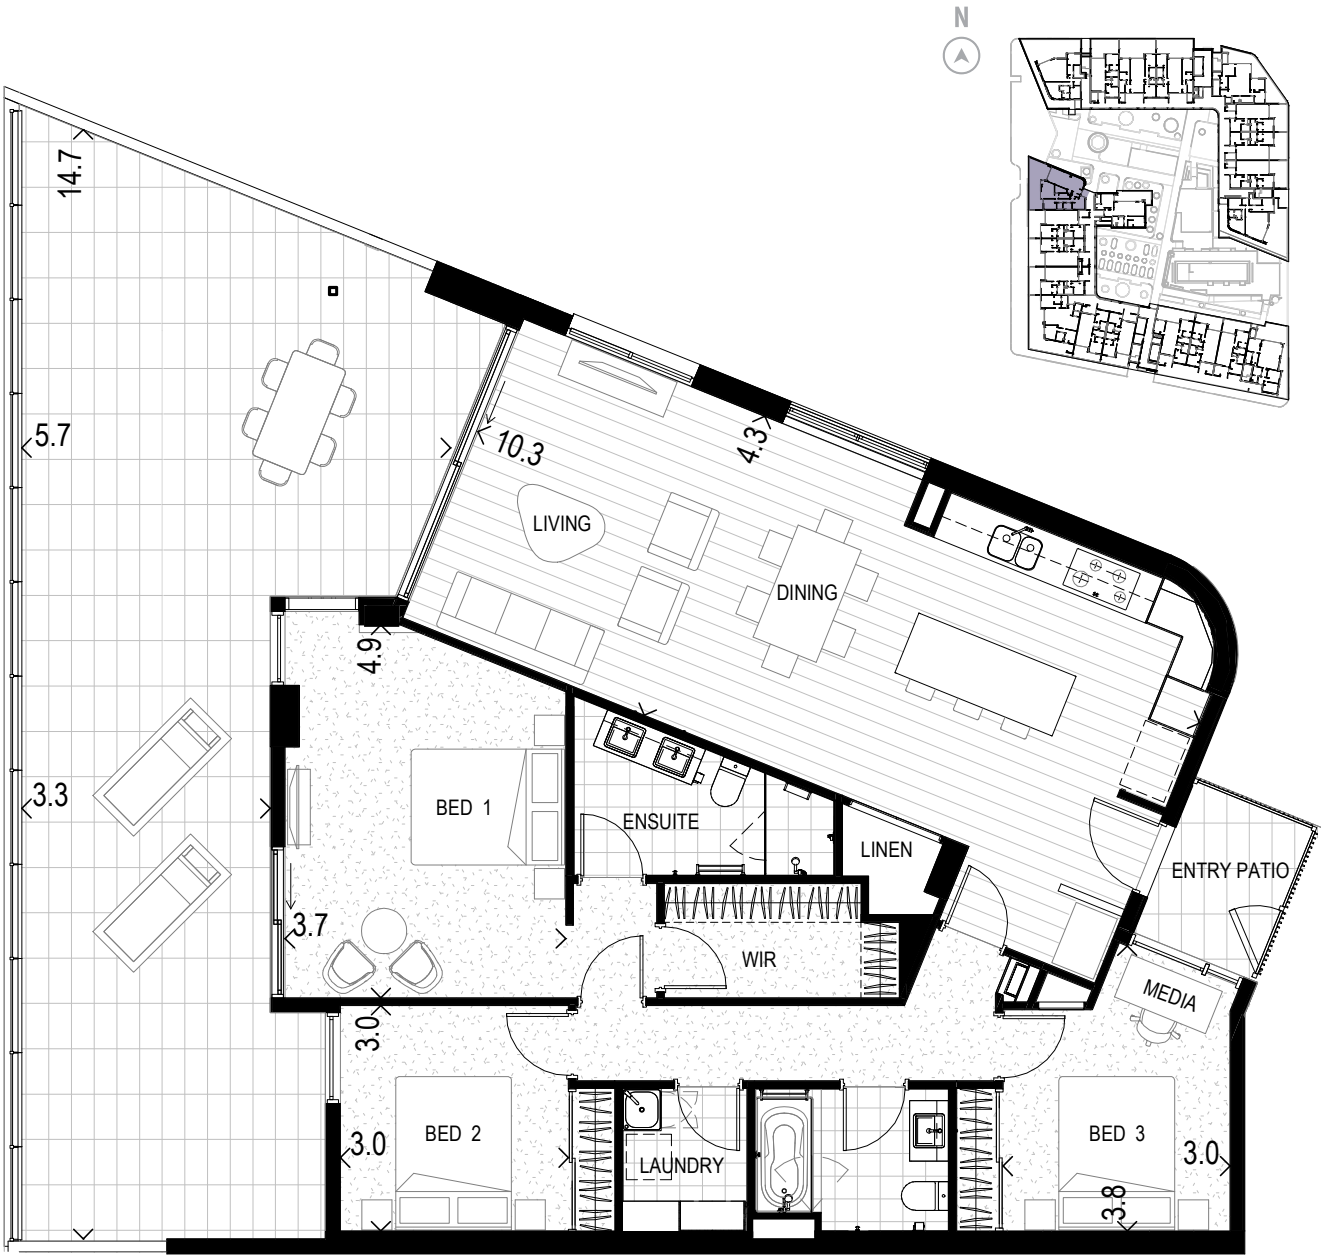 N
14.7
5.7
10.3
4.3
LIVING
DINING
4.9
3.3
BED 1
ENSUITE
LINEN
ENTRY PATIO
3.7
WIR
MEDIA
3.0
BED 2
3.0
LAUNDRY
BED 3
3.0
3.8